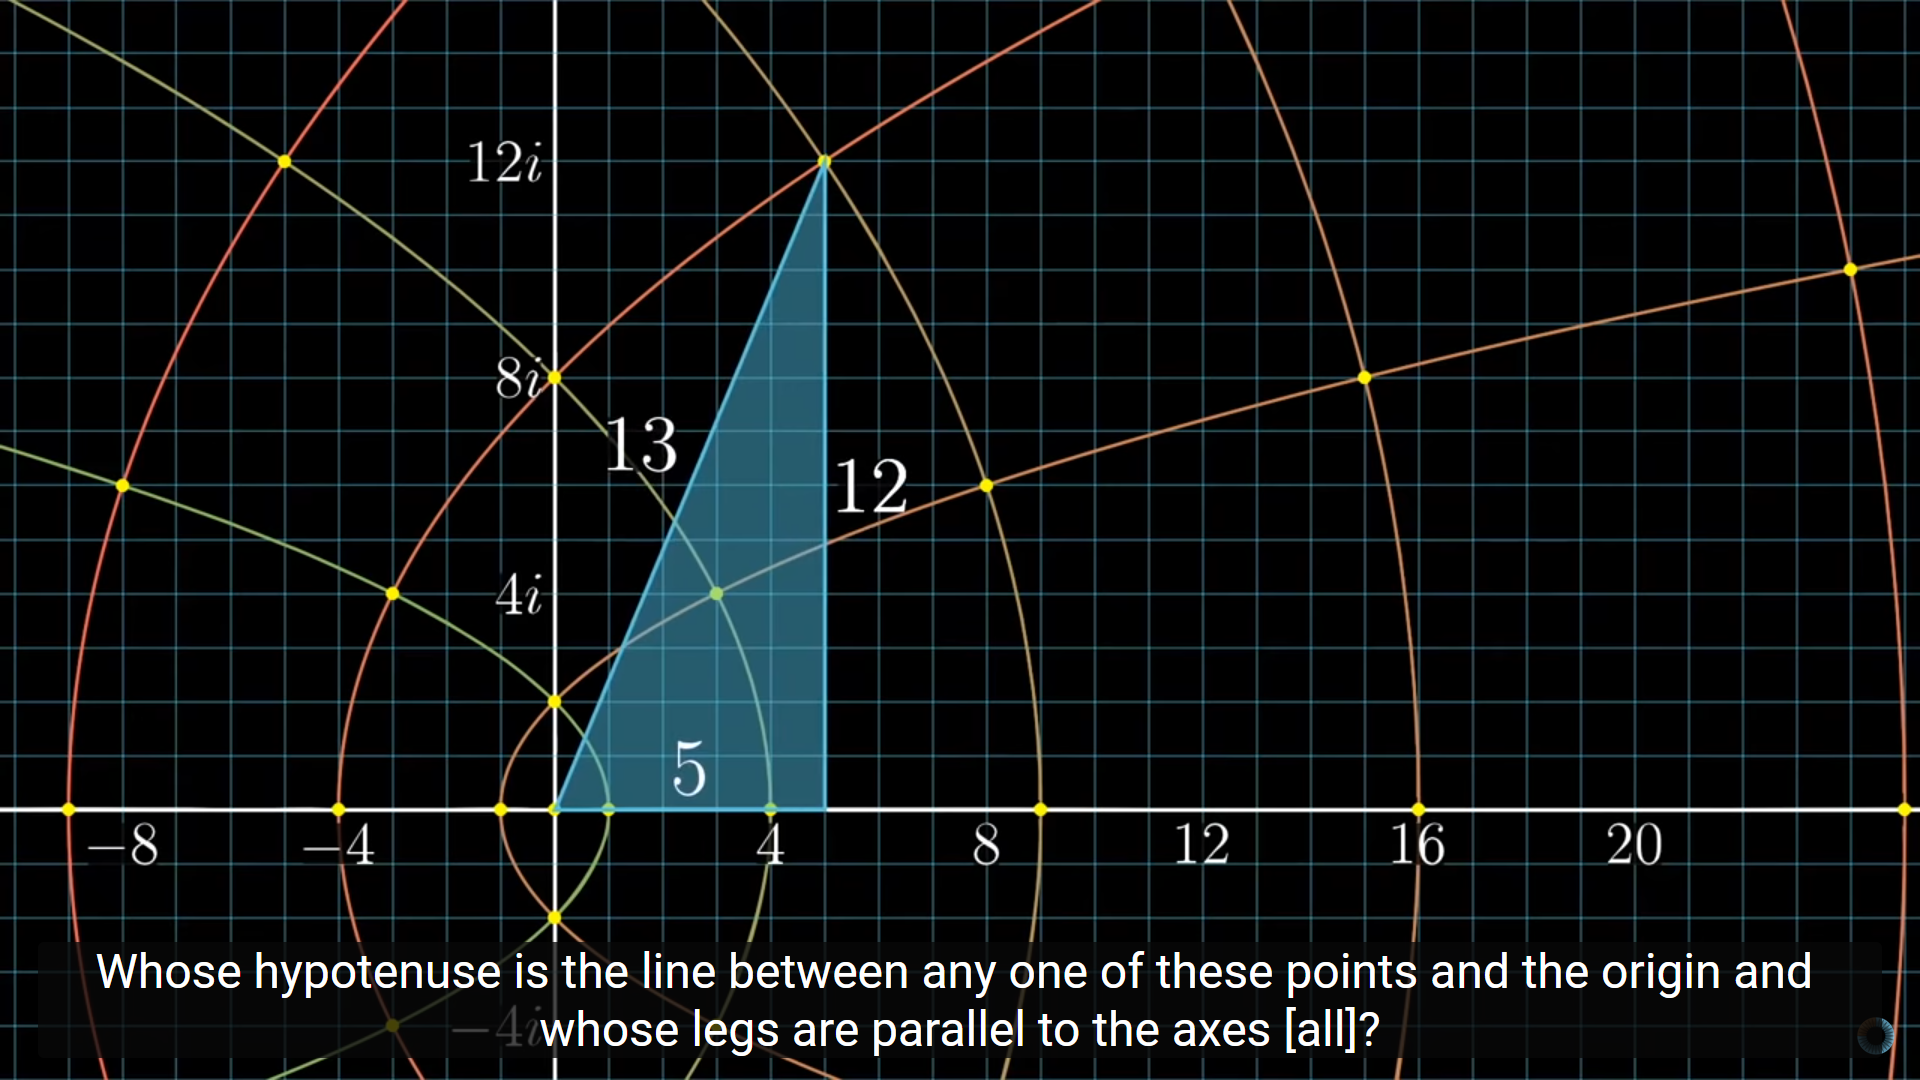 12i
8i
13
12
4i
5
−8
−4
4
8
12
16
20
Whose hypotenuse is the line between any one of these points and the origin and
−4i
whose legs are parallel to the axes [all]?